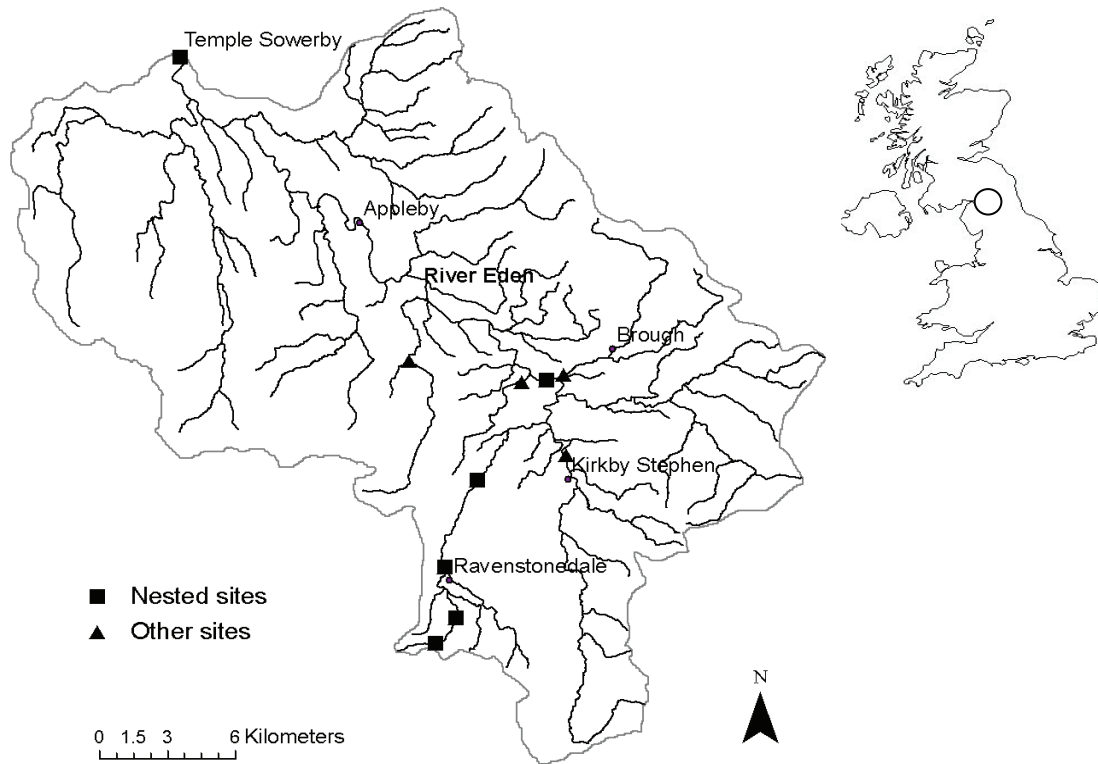 Temple Sowerby
Appleby
River Eden
Brough
Kirkby Stephen
Ravenstonedale
Nested sites
Other sites
N
0 1.5 3 6 Kilometers